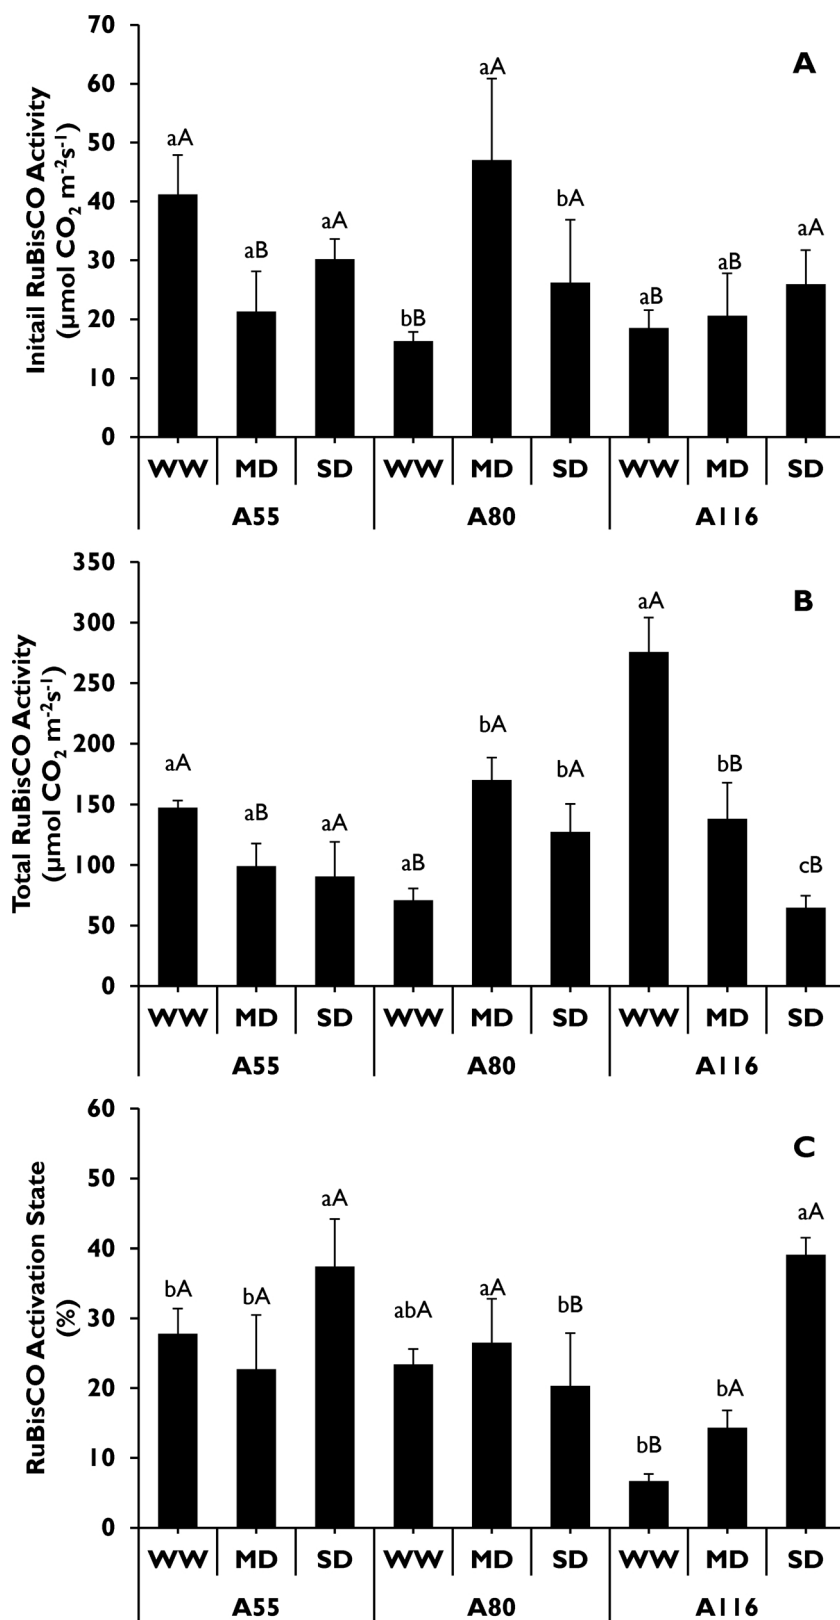 A
Initail RuBisCO Activity
(µmol CO2 m-2s-1)
70
60
50
40
30
20
10
0
aA
aB
aA
bB
aA
bA
aB
aB
aA
WW MD SD WW MD SD WW MD SD
A55 A80 A116
B
Total RuBisCO Activity
(µmol CO2 m-2s-1)
350
300
250
200
150
100
50
0
aA
aB
aA
aB
bA
bA
aA
bB
cB
WW MD SD WW MD SD WW MD SD
A55 A80 A116
C
RuBisCO Activation State
(%)
60
50
40
30
20
10
0
bA
bA
aA
abA
aA
bB
bB
bA
aA
WW MD SD WW MD SD WW MD SD
A55 A80 A116